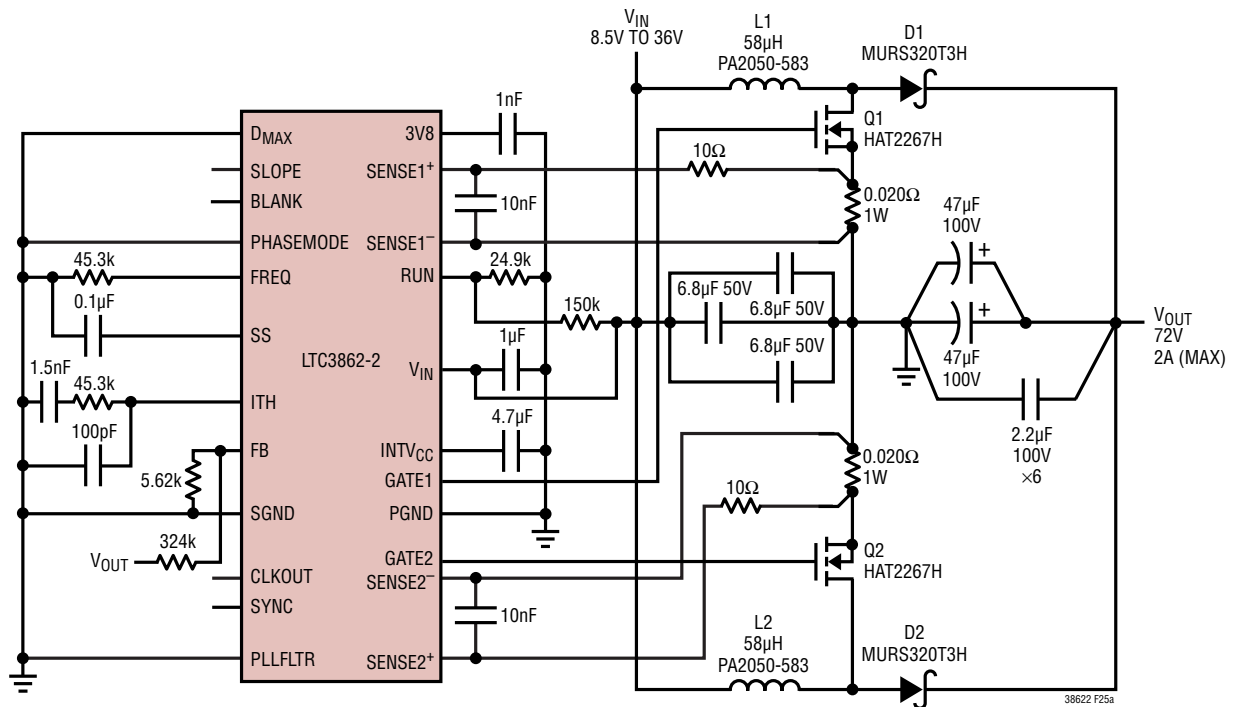 V_IN
8.5V TO 36V
L1
58µH
PA2050-583
D1
MURS320T3H
1nF
D_MAX
3V8
Q1
HAT2267H
SLOPE
SENSE1+
10Ω
BLANK
10nF
0.020Ω
1W
47µF
100V
+
PHASEMODE
SENSE1–
45.3k
FREQ
RUN
24.9k
6.8µF 50V
6.8µF 50V
0.1µF
150k
+
V_OUT
72V
2A (MAX)
SS
1µF
6.8µF 50V
47µF
100V
LTC3862-2
1.5nF
45.3k
V_IN
ITH
100pF
4.7µF
2.2µF
100V
×6
FB
INTV_CC
0.020Ω
1W
5.62k
GATE1
10Ω
SGND
PGND
324k
V_OUT
GATE2
Q2
HAT2267H
CLKOUT
SENSE2–
SYNC
10nF
L2
58µH
PA2050-583
D2
MURS320T3H
PLLFLTR
SENSE2+
38622 F25a